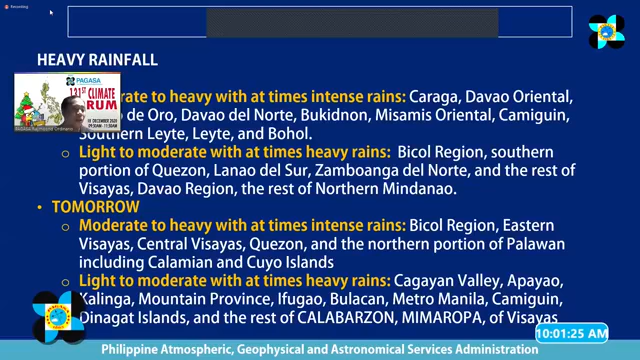 Recording
HEAVY RAINFALL
PAGASA
131ST CLIMATE
RUM
DECEMBER 2020
PAGASA Raymond Ordinario
rate to heavy with at times intense rains: Caraga, Davao Oriental,
de Oro, Davao del Norte, Bukidnon, Misamis Oriental, Camiguin,
Southern Leyte, Leyte, and Bohol.
o Light to moderate with at times heavy rains: Bicol Region, southern
portion of Quezon, Lanao del Sur, Zamboanga del Norte, and the rest of
Visayas, Davao Region, the rest of Northern Mindanao.
• TOMORROW
o Moderate to heavy with at times intense rains: Bicol Region, Eastern
Visayas, Central Visayas, Quezon, and the northern portion of Palawan
including Calamian and Cuyo Islands
o Light to moderate with at times heavy rains: Cagayan Valley, Apayao,
Kalinga, Mountain Province, Ifugao, Bulacan, Metro Manila, Camiguin,
Dinagat Islands, and the rest of CALABARZON, MIMAROPA, of Visayas
10:01:25 AM
Philippine Atmospheric, Geophysical and Astronomical Services Administration